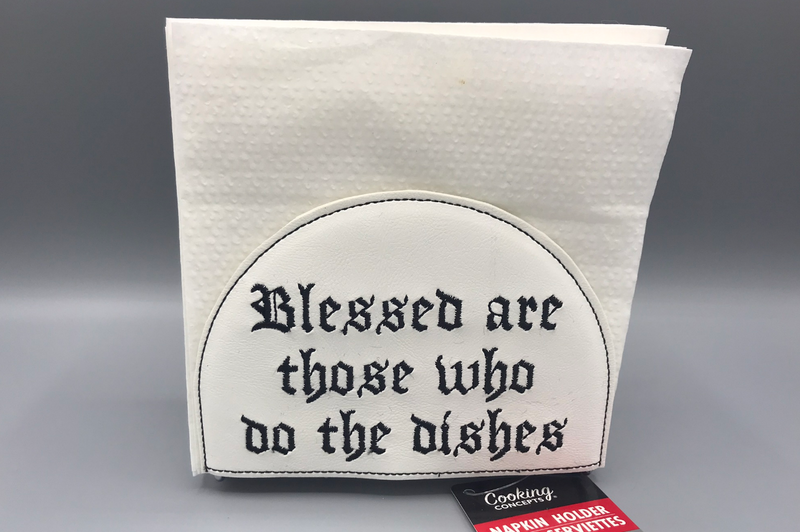 Blessed are
those who
do the dishes
Cooking
CONCEPTS
NAPKIN HOLDER